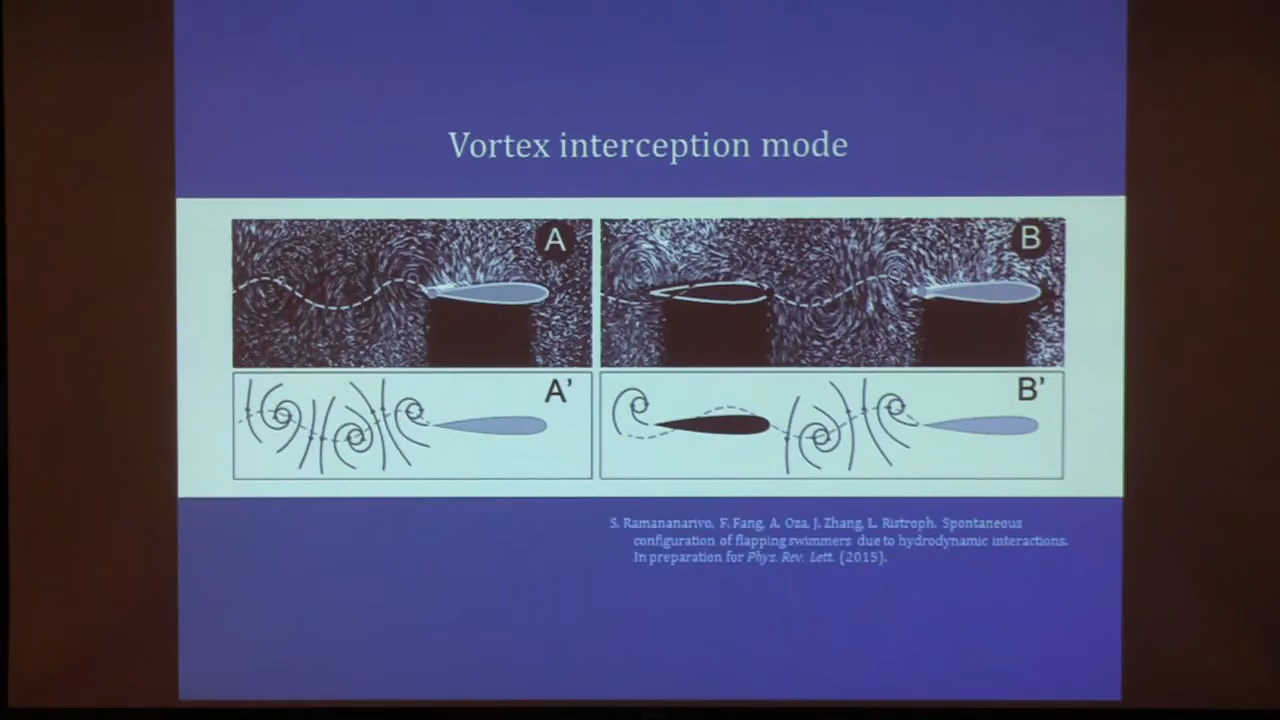 Vortex interception mode
A
B
A'
B'
S. Ramananarivo, F. Fang, A. Oza, J. Zhang, L. Ristroph. Spontaneous
configuration of flapping swimmers due to hydrodynamic interactions.
In preparation for Phys. Rev. Lett. (2015).